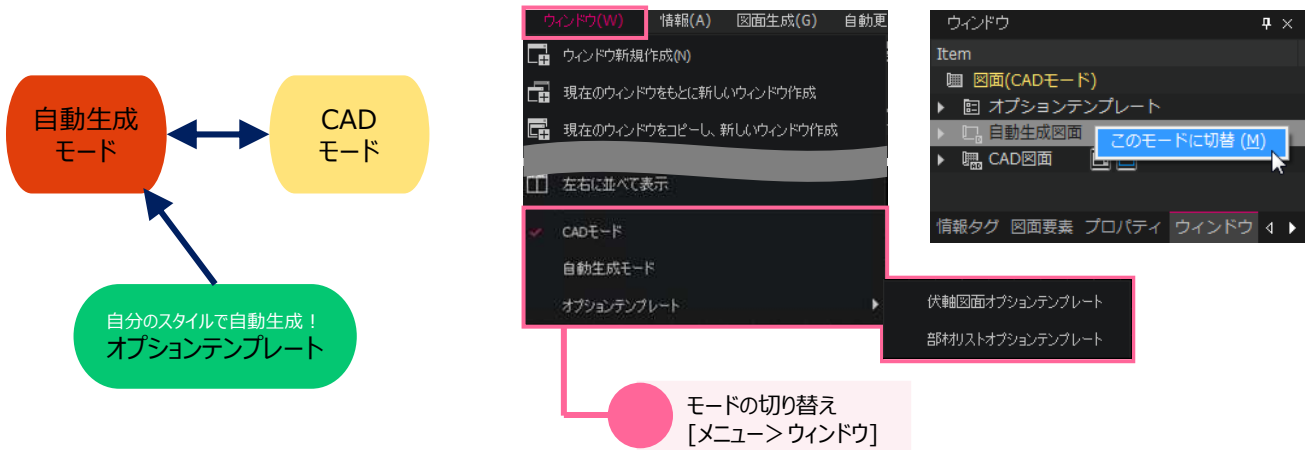 自動生成
モード
CAD
モード
自分のスタイルで自動生成！
オプションテンプレート
ウィンドウ(W) 情報(A) 図面生成(G) 自動更
ウィンドウ新規作成(N)
現在のウィンドウをもとに新しいウィンドウ作成
現在のウィンドウをコピーし、新しいウィンドウ作成
左右に並べて表示
CADモード
自動生成モード
オプションテンプレート
伏軸図面オプションテンプレート
部材リストオプションテンプレート
モードの切り替え
[メニュー＞ウィンドウ]
ウィンドウ
Item
図面(CADモード)
オプションテンプレート
自動生成図面
このモードに切替 (M)
CAD図面
情報タグ 図面要素 プロパティ ウィンドウ